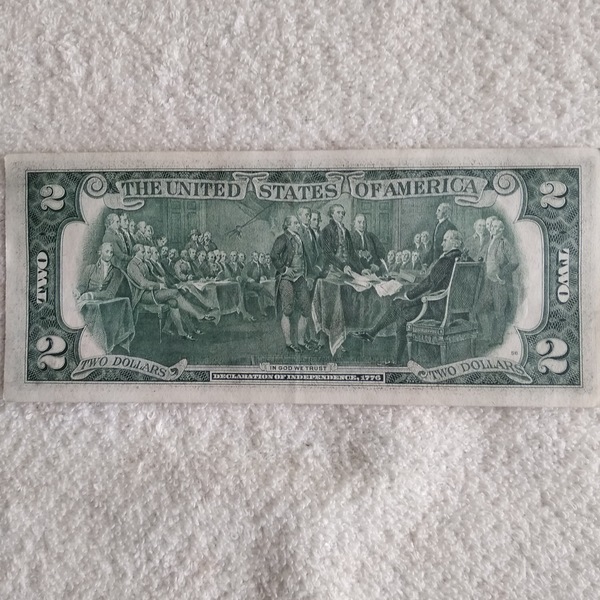 2 THE UNITED STATES OF AMERICA 2
TWO TWO
2 TWO DOLLARS IN GOD WE TRUST TWO DOLLARS 2
DECLARATION OF INDEPENDENCE, 1776